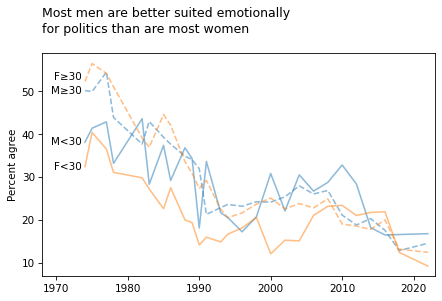 Most men are better suited emotionally
for politics than are most women
Percent agree
50
40
30
20
10
F≥30
M≥30
M<30
F<30
1970
1980
1990
2000
2010
2020